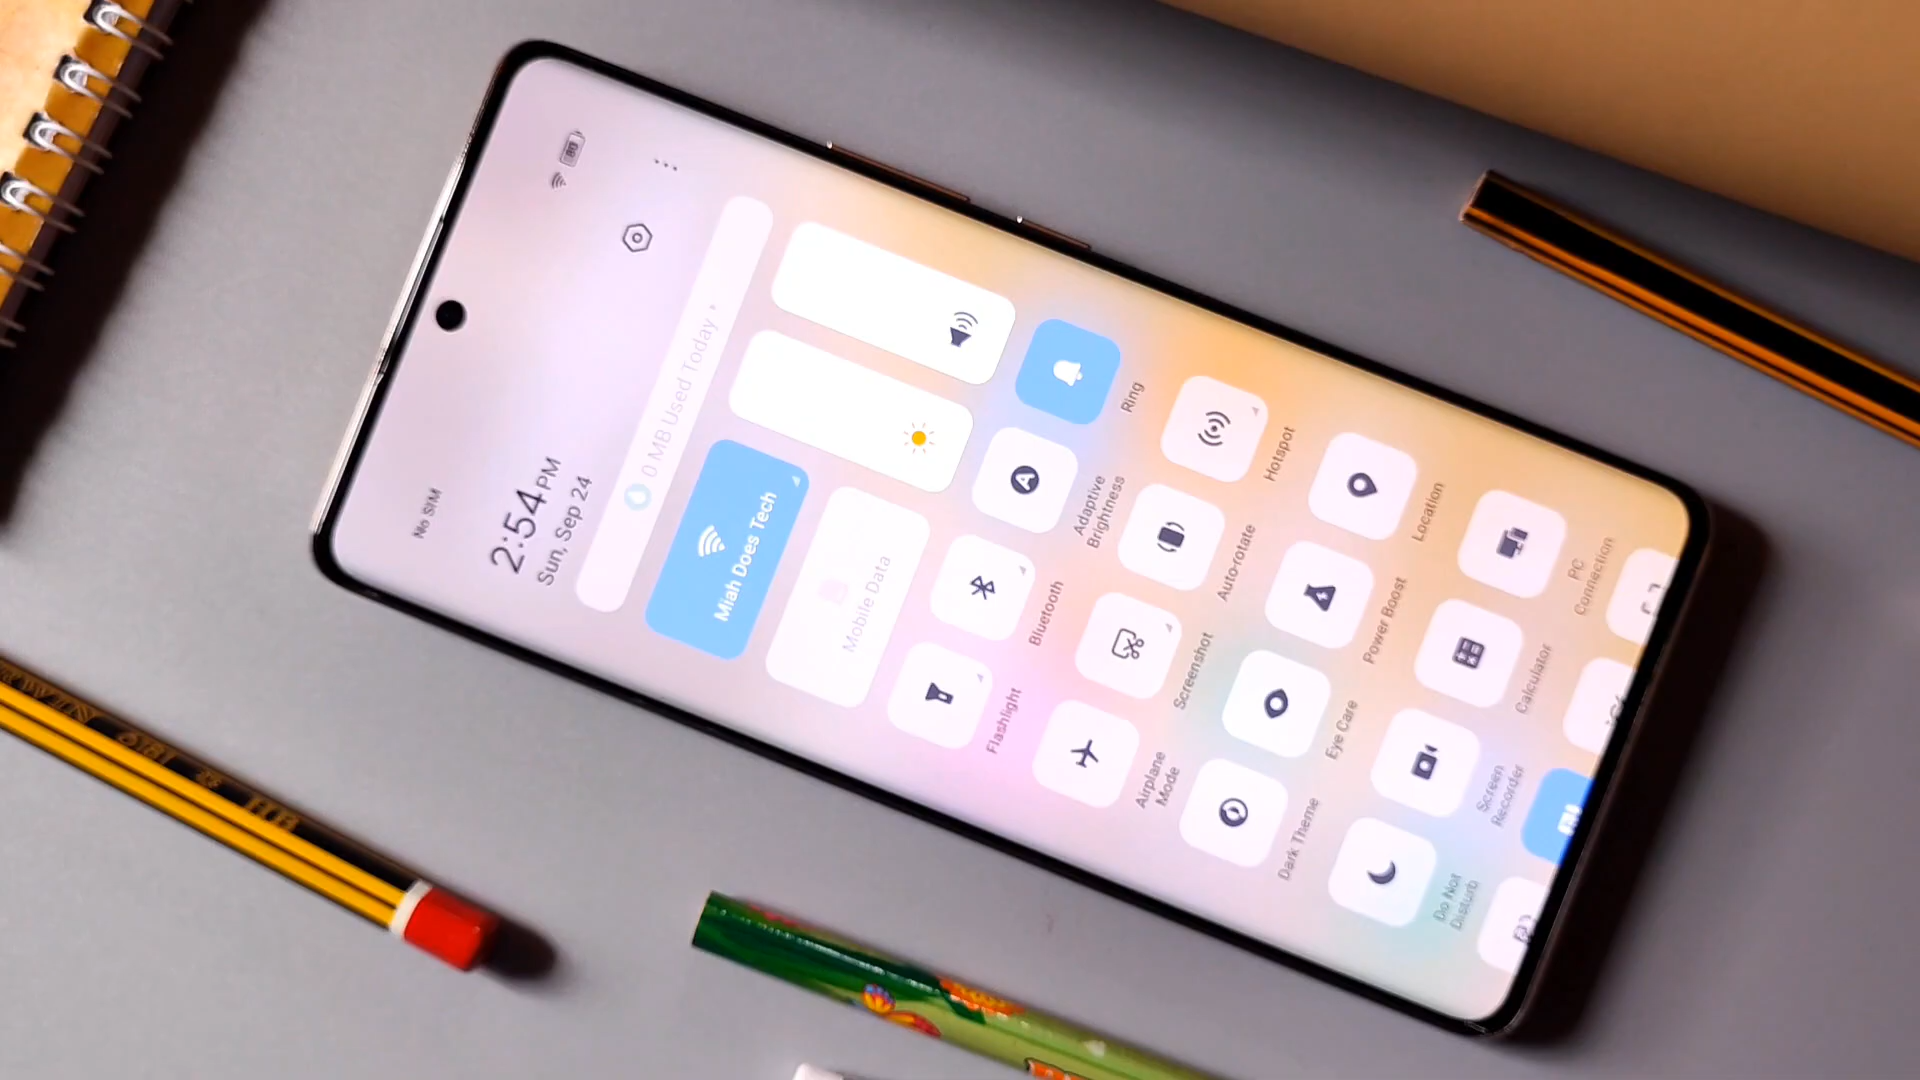 No SIM
80
2:54 PM
Sun, Sep 24
0 MB Used Today
Miah Does Tech
Mobile Data
Flashlight
Bluetooth
Adaptive
Brightness
Ring
Airplane
Mode
Screenshot
Auto-rotate
Hotspot
Dark Theme
Eye Care
Power Boost
Location
Do Not
Disturb
Screen
Recorder
Calculator
PC
Connection
HB